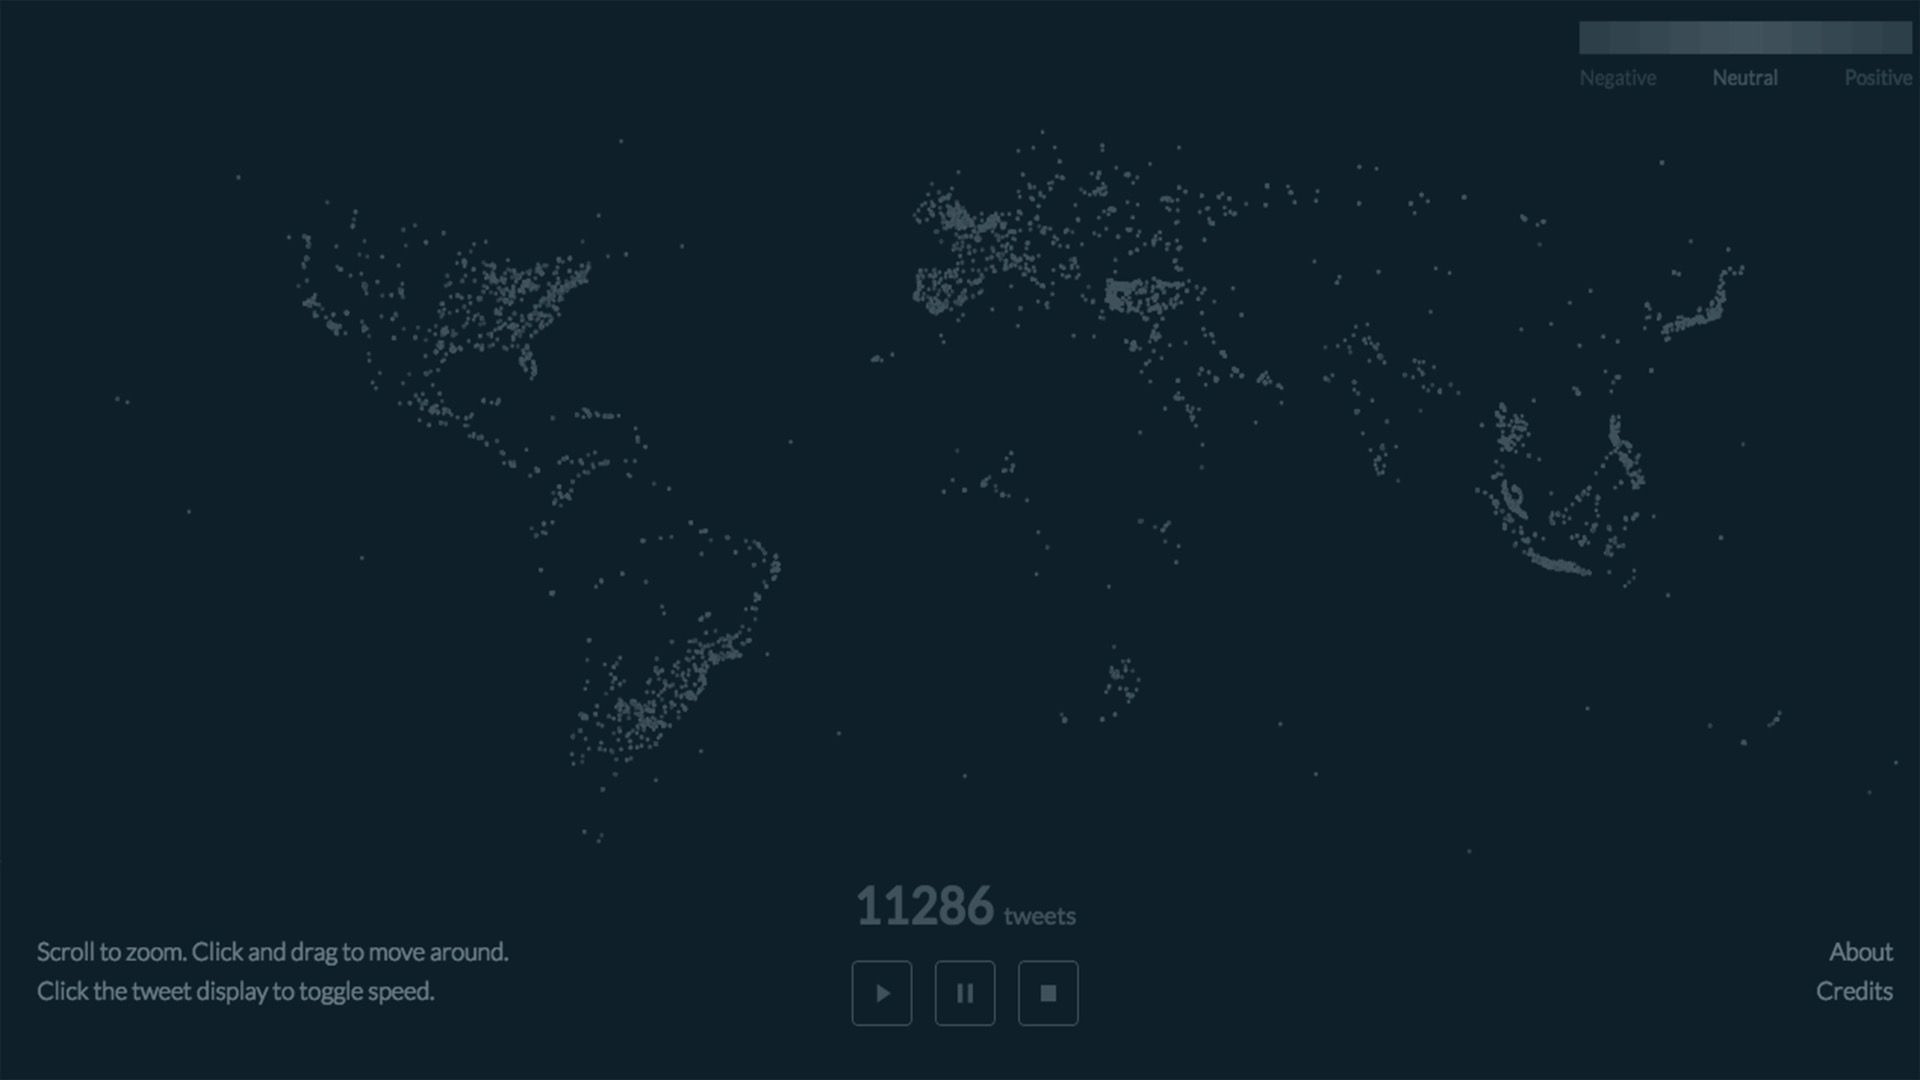 Negative Neutral Positive
11286 tweets
Scroll to zoom. Click and drag to move around.
Click the tweet display to toggle speed.
About
Credits